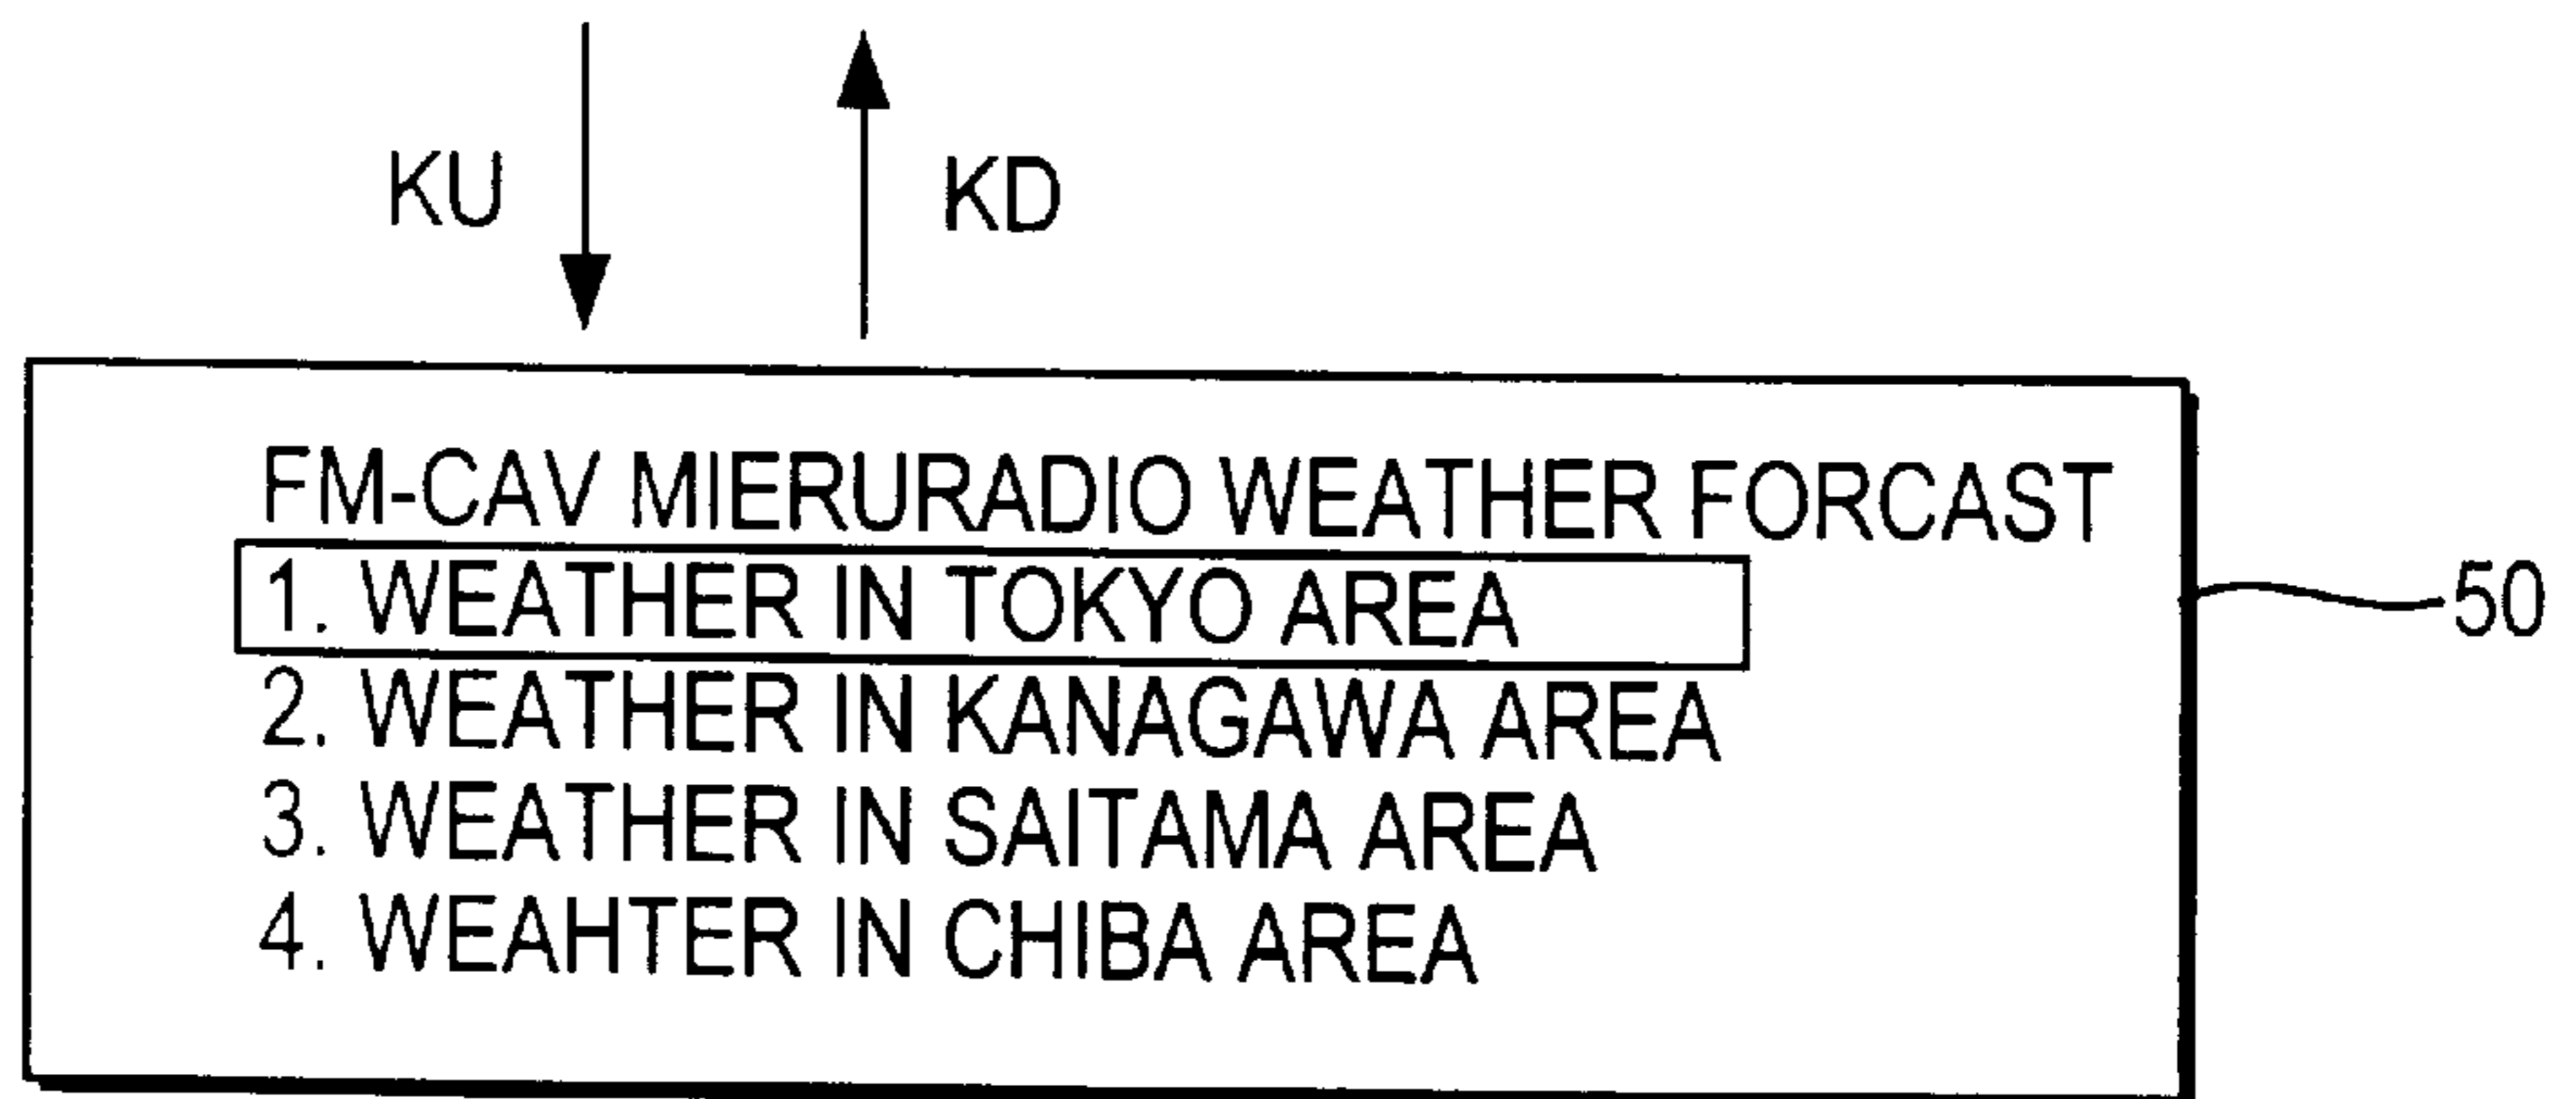 KU KD
FM-CAV MIERURADIO WEATHER FORCAST
1. WEATHER IN TOKYO AREA
50
2. WEATHER IN KANAGAWA AREA
3. WEATHER IN SAITAMA AREA
4. WEAHTER IN CHIBA AREA